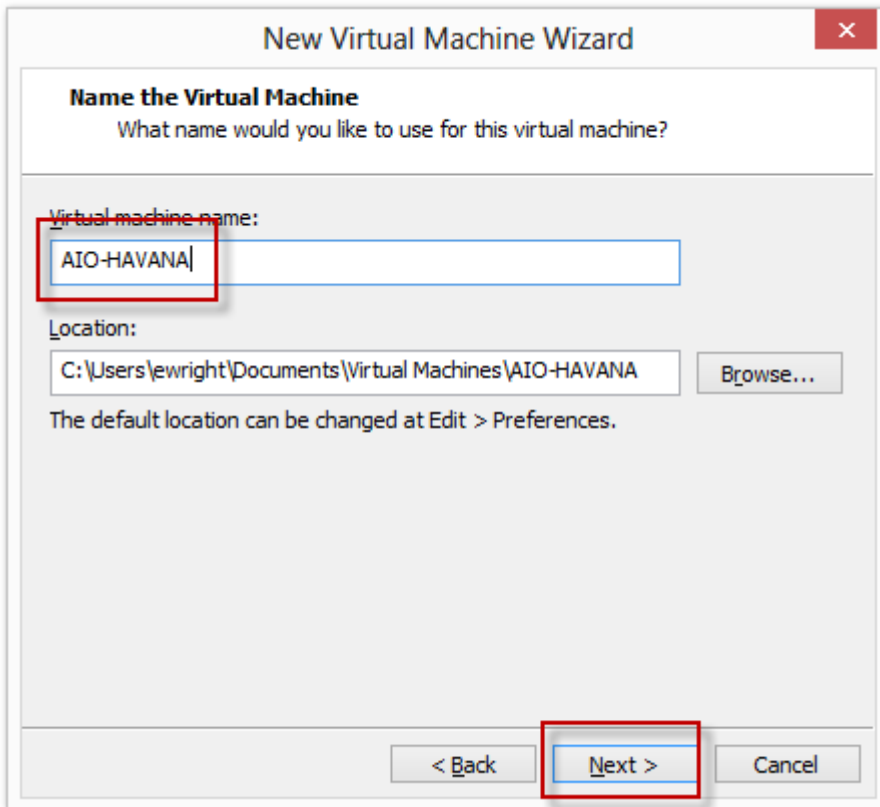 New Virtual Machine Wizard
Name the Virtual Machine
What name would you like to use for this virtual machine?
Virtual machine name:
AIO-HAVANA
Location:
C:\Users\ewright\Documents\Virtual Machines\AIO-HAVANA
Browse...
The default location can be changed at Edit > Preferences.
< Back
Next >
Cancel